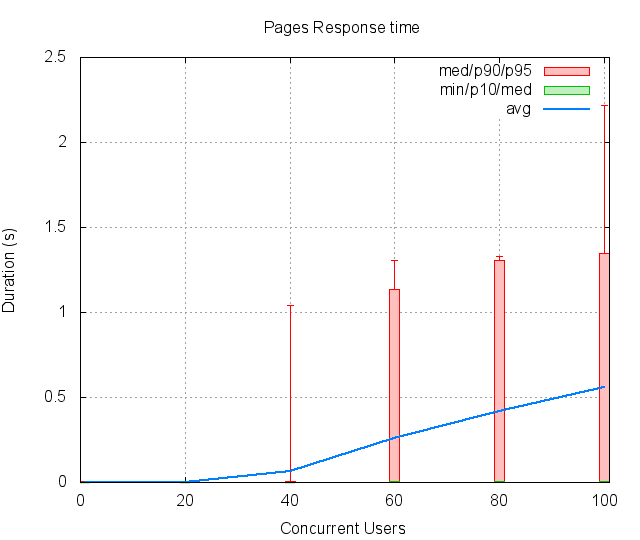 Pages Response time
2.5
2
1.5
1
0.5
0
0 20 40 60 80 100
Duration (s)
Concurrent Users
med/p90/p95
min/p10/med
avg